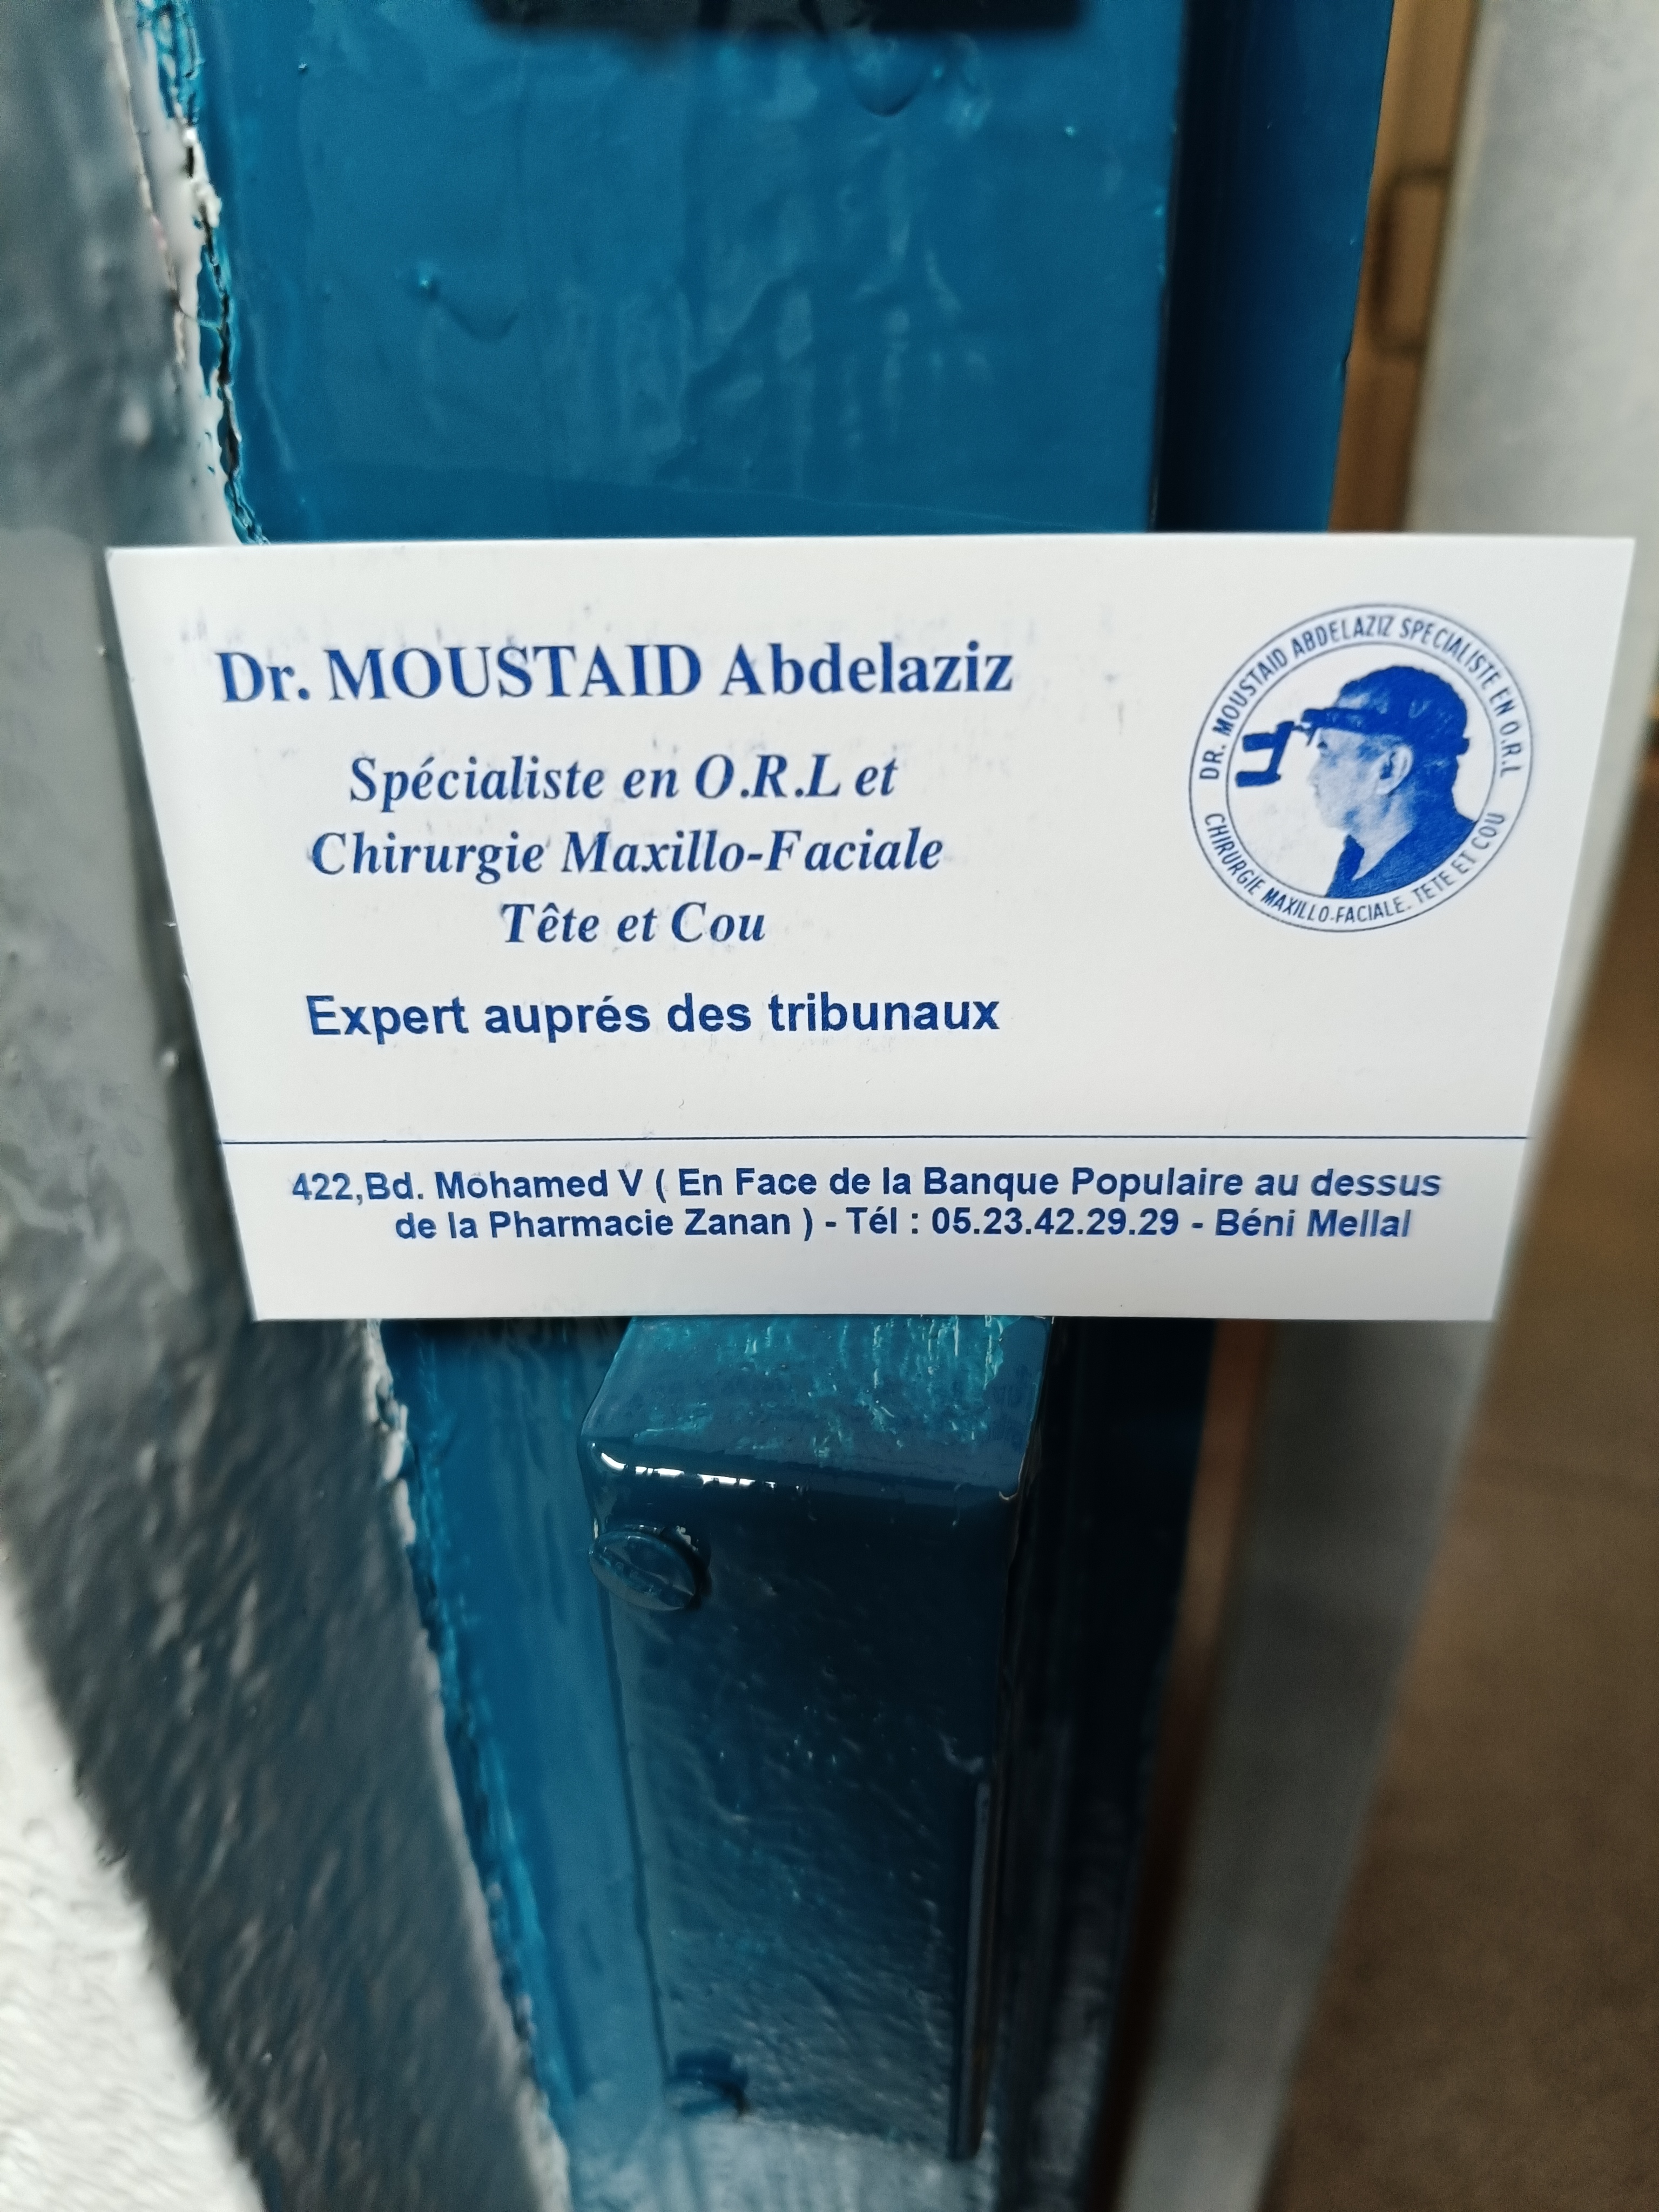 Dr. MOUSTAID Abdelaziz
Spécialiste en O.R.L et
Chirurgie Maxillo-Faciale
Tête et Cou
Expert auprés des tribunaux
DR. MOUSTAID ABDELAZIZ SPECIALISTE EN O.R.L
CHIRURGIE MAXILLO-FACIALE. TETE ET COU
422,Bd. Mohamed V ( En Face de la Banque Populaire au dessus
de la Pharmacie Zanan ) - Tél : 05.23.42.29.29 - Béni Mellal